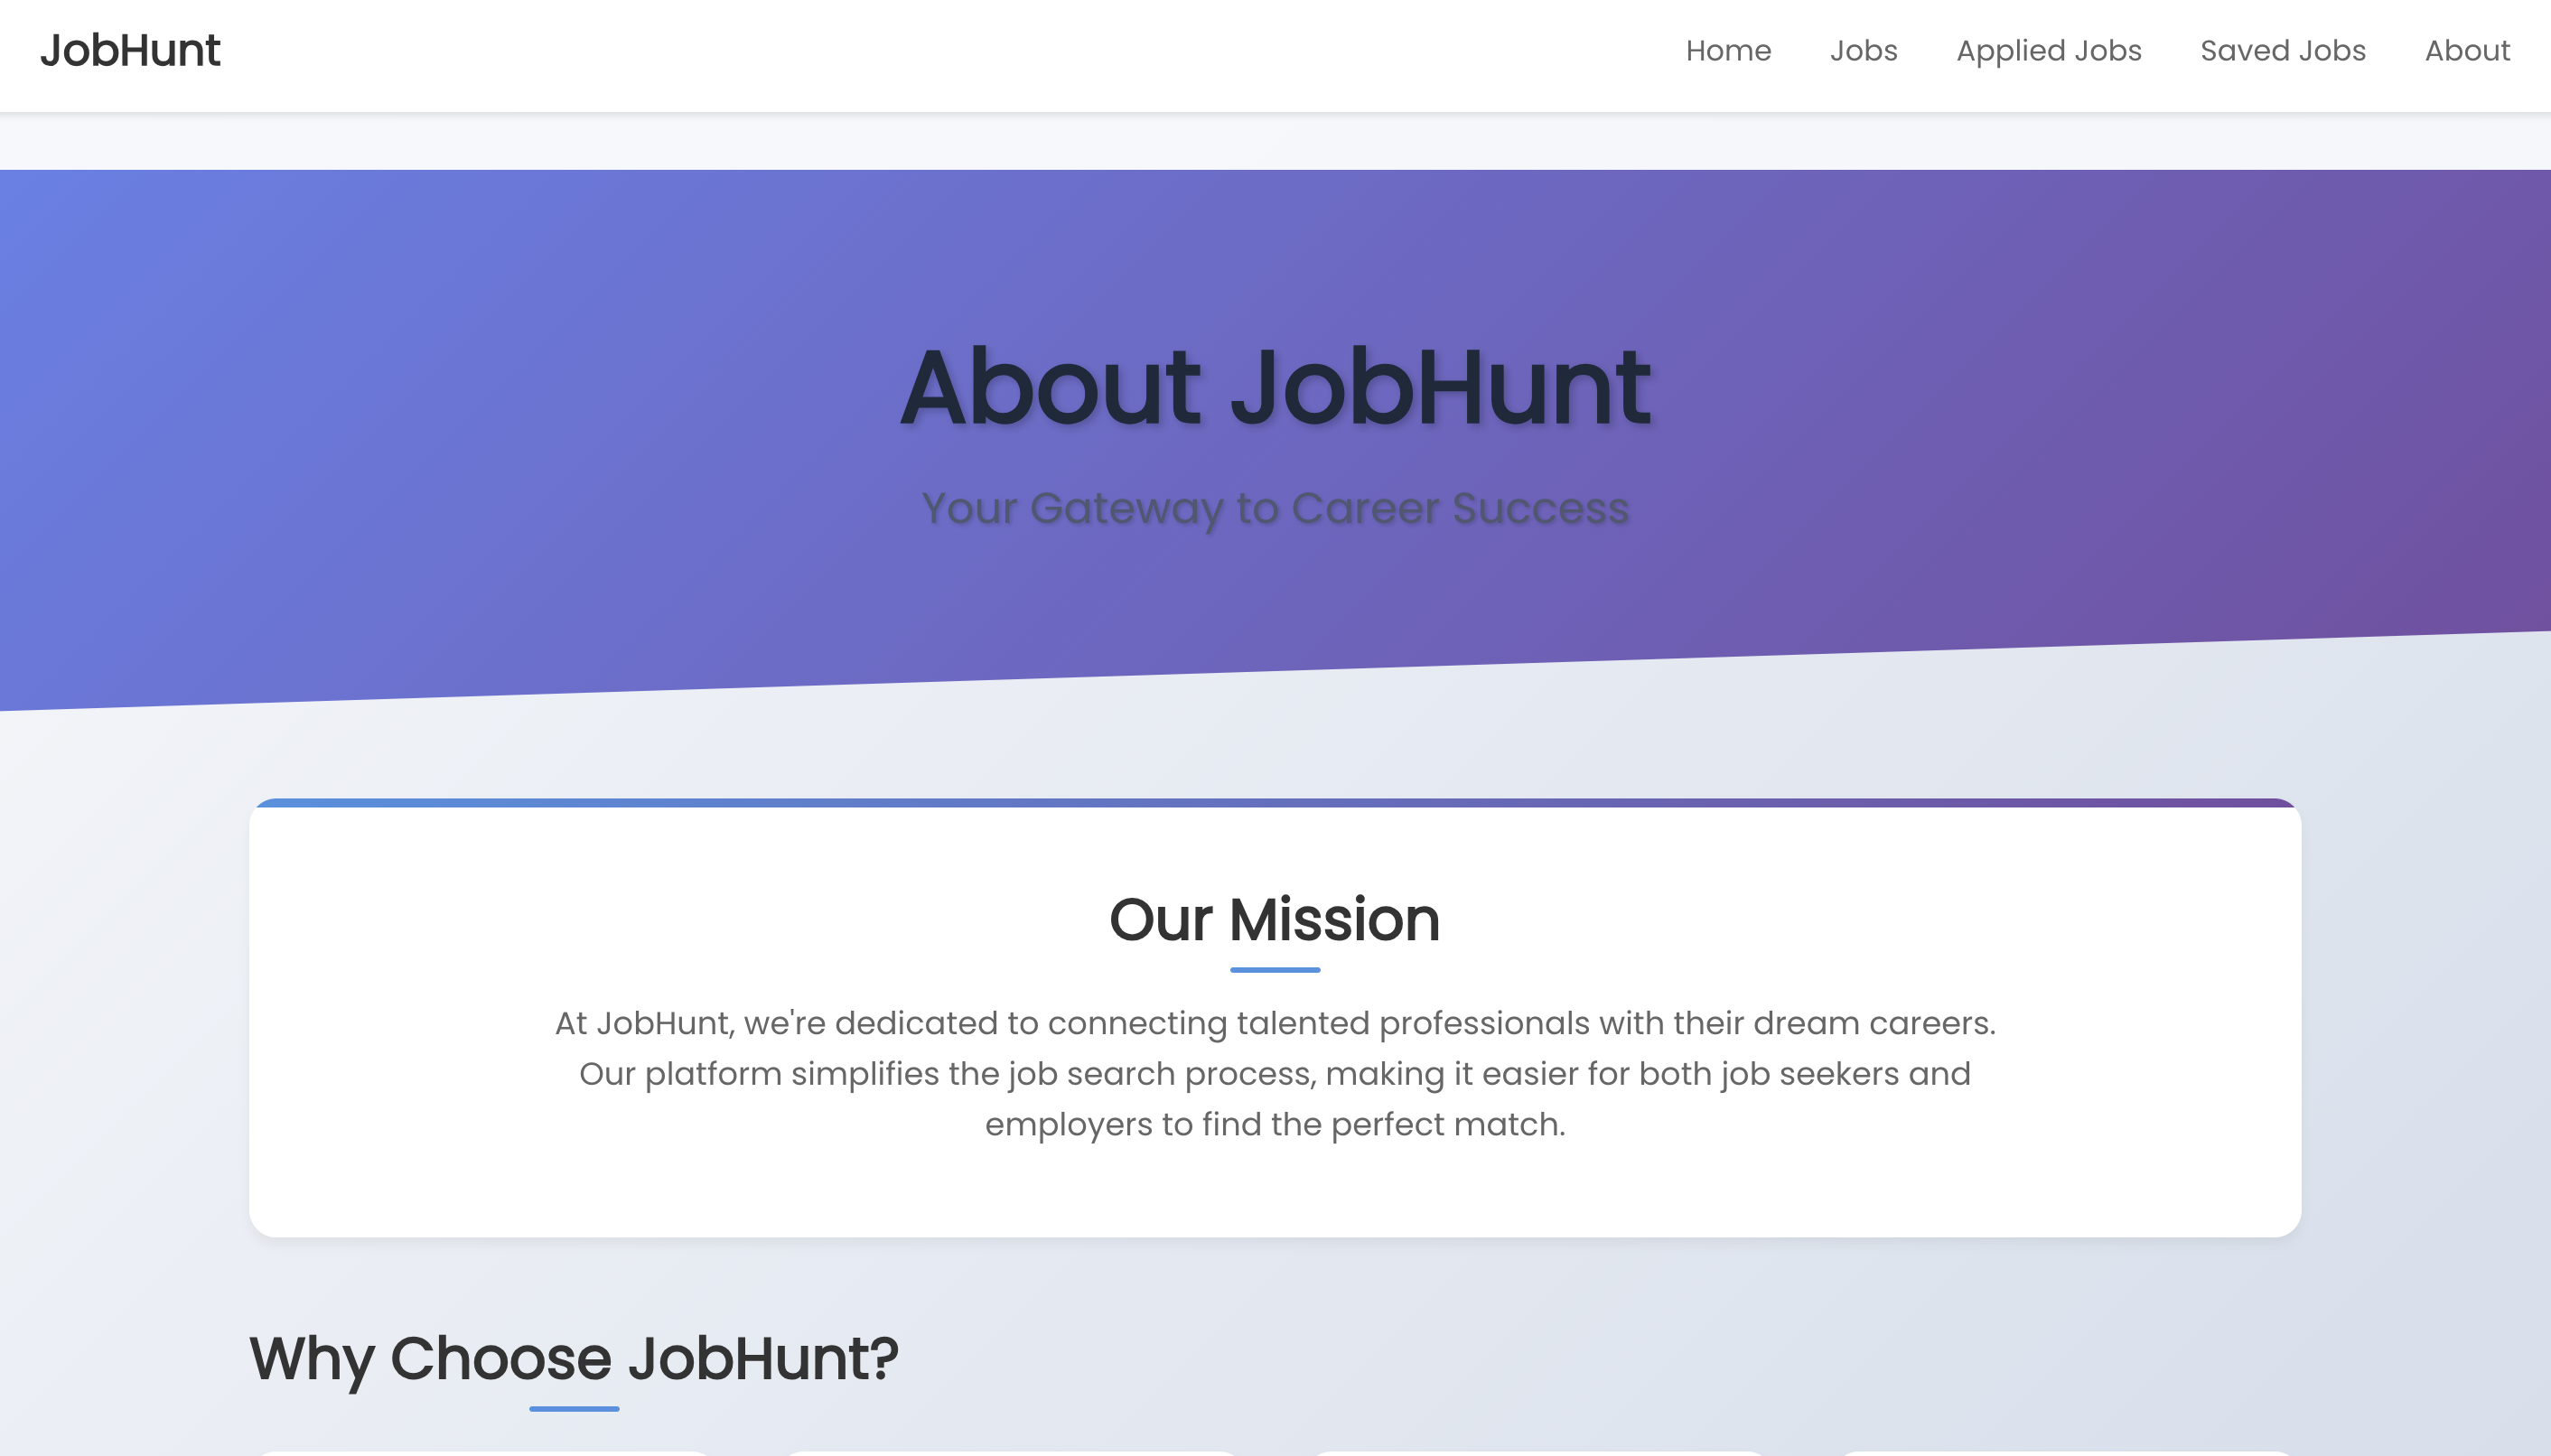 JobHunt
Home Jobs Applied Jobs Saved Jobs About
About JobHunt
Your Gateway to Career Success
Our Mission
At JobHunt, we're dedicated to connecting talented professionals with their dream careers.
Our platform simplifies the job search process, making it easier for both job seekers and
employers to find the perfect match.
Why Choose JobHunt?